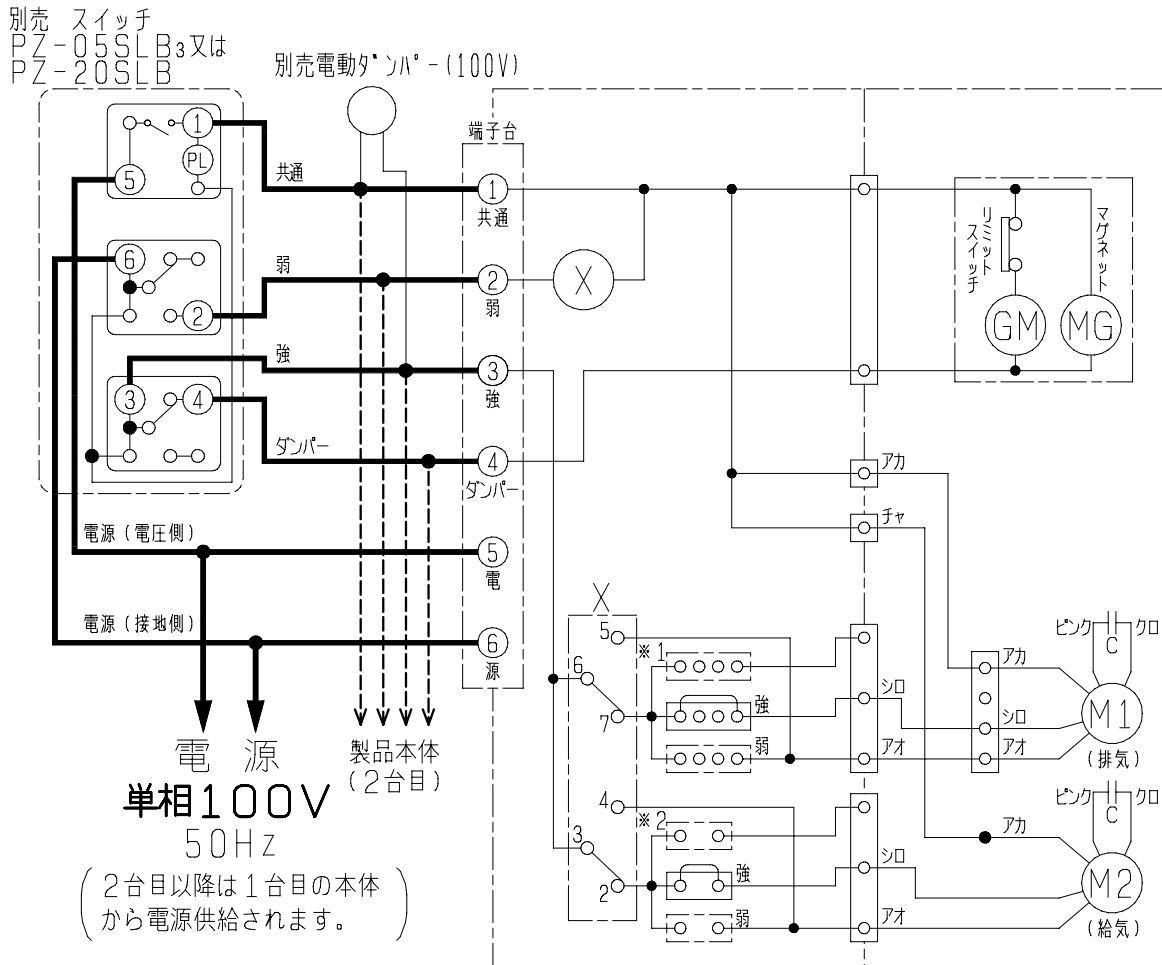 別売 スイッチ
PZ-05SLB3又は
PZ-20SLB
別売電動ダンパー(100V)
端子台
1
PL
5
共通
1
共通
リミットスイッチ
マグネット
GM
MG
6
2
弱
2
弱
X
3
4
強
3
強
ダンパー
4
ダンパー
アカ
チャ
電源(電圧側)
5
電
電源(接地側)
6
源
X
5
6
7
※1
強
弱
シロ
アオ
アカ
シロ
アオ
ピンク
C
クロ
M1
(排気)
4
3
2
※2
強
弱
シロ
アオ
アカ
ピンク
C
クロ
M2
(給気)
電 源
単相100V
50Hz
2台目以降は1台目の本体
から電源供給されます。
製品本体
(2台目)